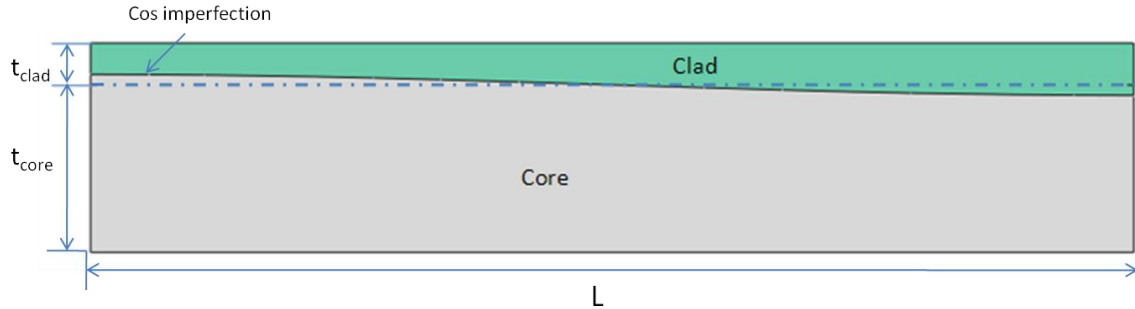 Cos imperfection
t_clad
Clad
t_core
Core
L